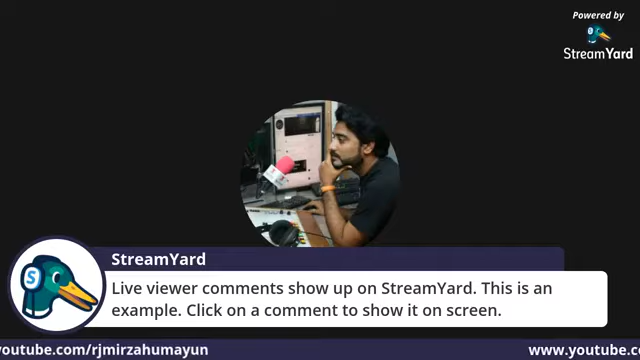 Powered by
StreamYard
StreamYard
Live viewer comments show up on StreamYard. This is an
example. Click on a comment to show it on screen.
youtube.com/rjmirzahumayun
www.youtube.co